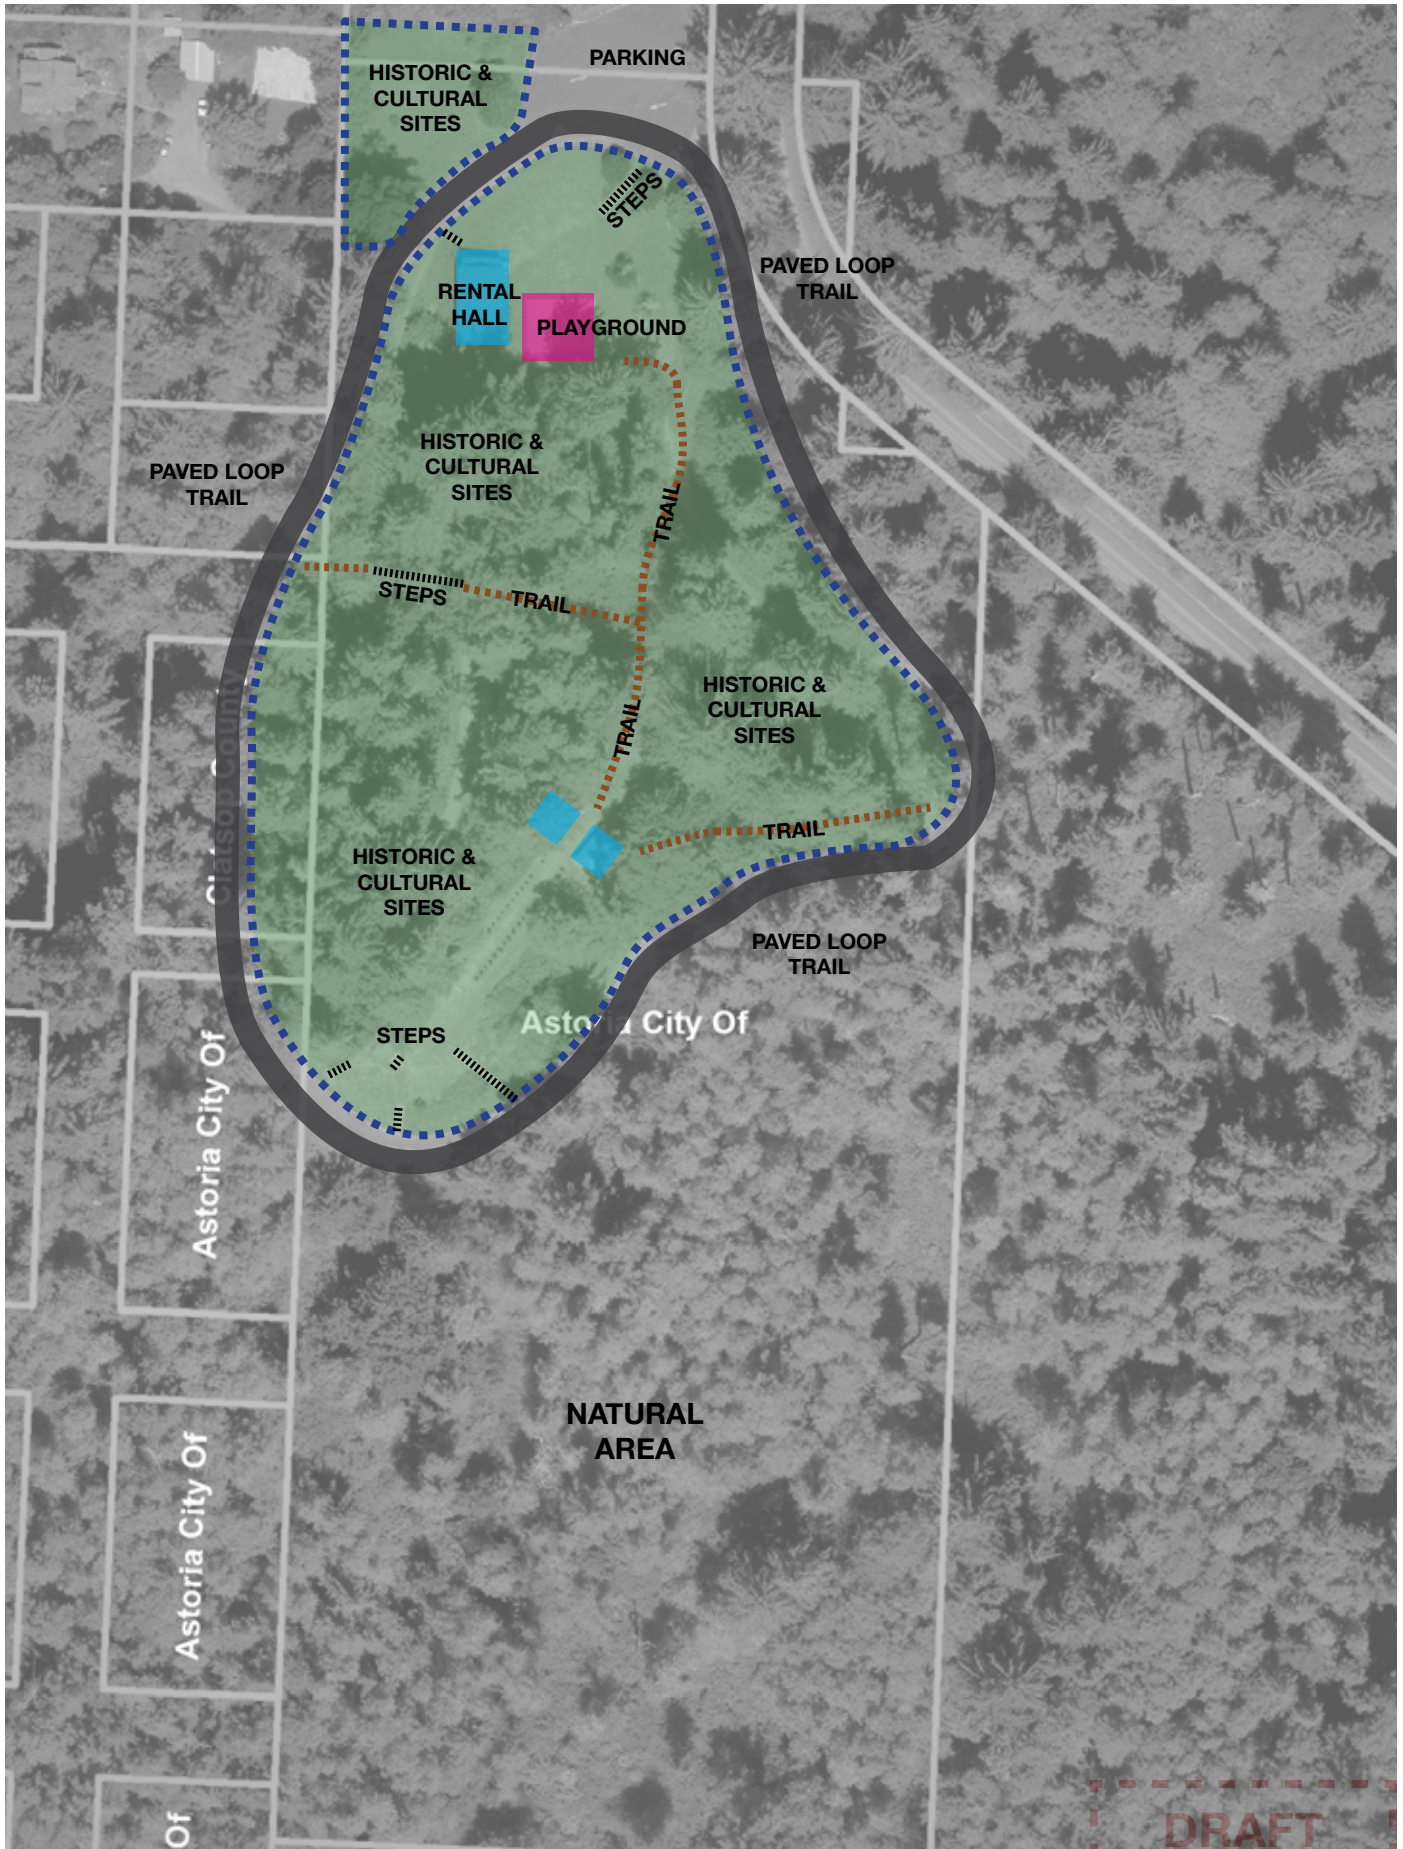 PARKING
HISTORIC &
CULTURAL
SITES
STEPS
PAVED LOOP
TRAIL
RENTAL
HALL
PLAYGROUND
HISTORIC &
CULTURAL
SITES
PAVED LOOP
TRAIL
TRAIL
STEPS
TRAIL
HISTORIC &
CULTURAL
SITES
TRAIL
Clatsop County
TRAIL
HISTORIC &
CULTURAL
SITES
PAVED LOOP
TRAIL
Astoria City Of
STEPS
Astoria City Of
NATURAL
AREA
Astoria City Of
Of
DRAFT